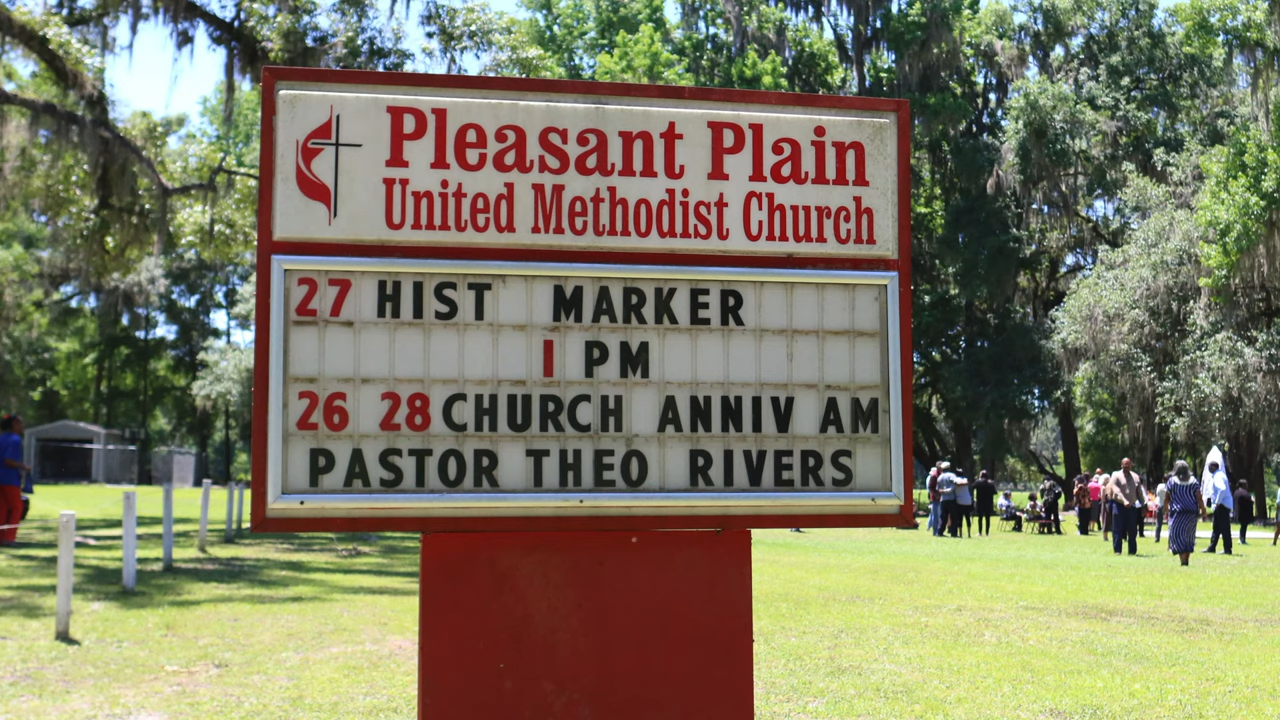 Pleasant Plain
United Methodist Church
27 HIST MARKER
1 PM
26 28 CHURCH ANNIV AM
PASTOR THEO RIVERS